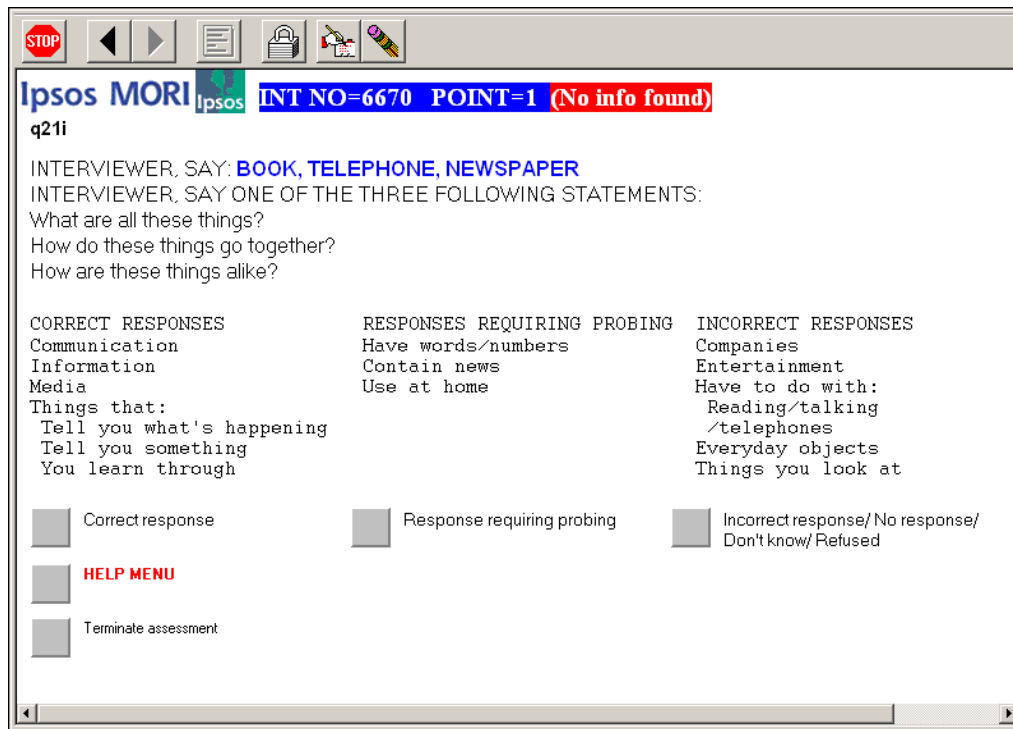 STOP
Ipsos MORI Ipsos INT NO=6670 POINT=1 (No info found)
q21i
INTERVIEWER, SAY: BOOK, TELEPHONE, NEWSPAPER
INTERVIEWER, SAY ONE OF THE THREE FOLLOWING STATEMENTS:
What are all these things?
How do these things go together?
How are these things alike?
CORRECT RESPONSES
Communication
Information
Media
Things that:
Tell you what's happening
Tell you something
You learn through
RESPONSES REQUIRING PROBING
Have words/numbers
Contain news
Use at home
INCORRECT RESPONSES
Companies
Entertainment
Have to do with:
Reading/talking
/telephones
Everyday objects
Things you look at
Correct response
Response requiring probing
Incorrect response/ No response/
Don't know/ Refused
HELP MENU
Terminate assessment